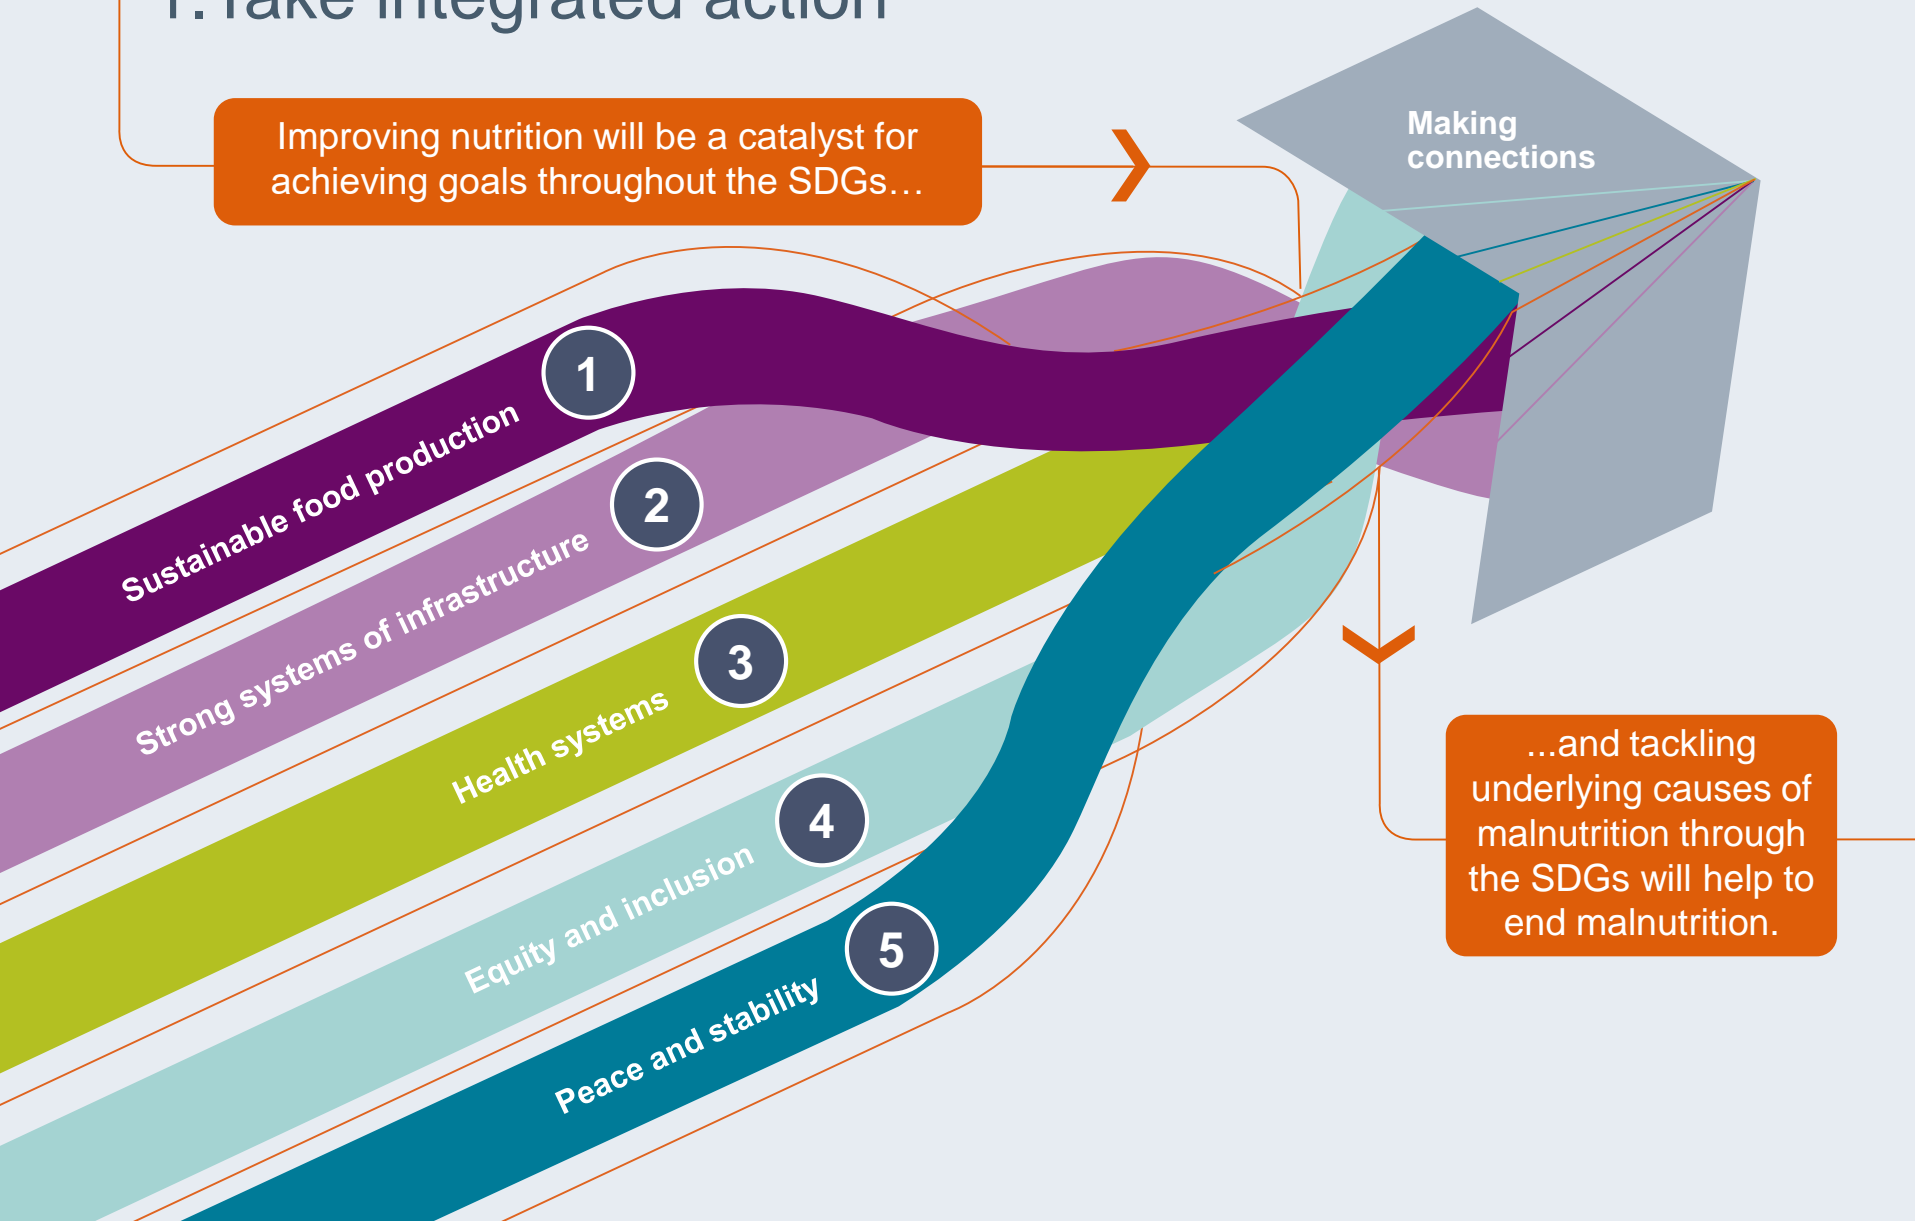 1. Take integrated action
Improving nutrition will be a catalyst for
achieving goals throughout the SDGs…
Making
connections
1
Sustainable food production
2
Strong systems of infrastructure
3
Health systems
4
Equity and inclusion
5
Peace and stability
...and tackling
underlying causes of
malnutrition through
the SDGs will help to
end malnutrition.